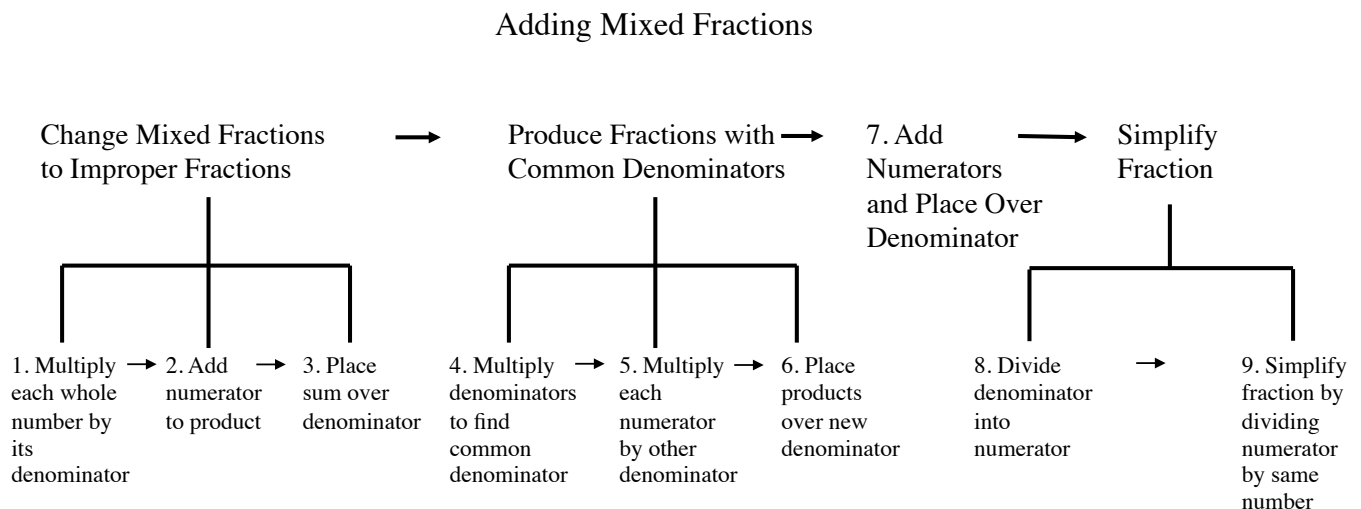 Adding Mixed Fractions
Change Mixed Fractions
to Improper Fractions
Produce Fractions with
Common Denominators
7. Add
Numerators
and Place Over
Denominator
Simplify
Fraction
1. Multiply
each whole
number by
its
denominator
2. Add
numerator
to product
3. Place
sum over
denominator
4. Multiply
denominators
to find
common
denominator
5. Multiply
each
numerator
by other
denominator
6. Place
products
over new
denominator
8. Divide
denominator
into
numerator
9. Simplify
fraction by
dividing
numerator
by same
number